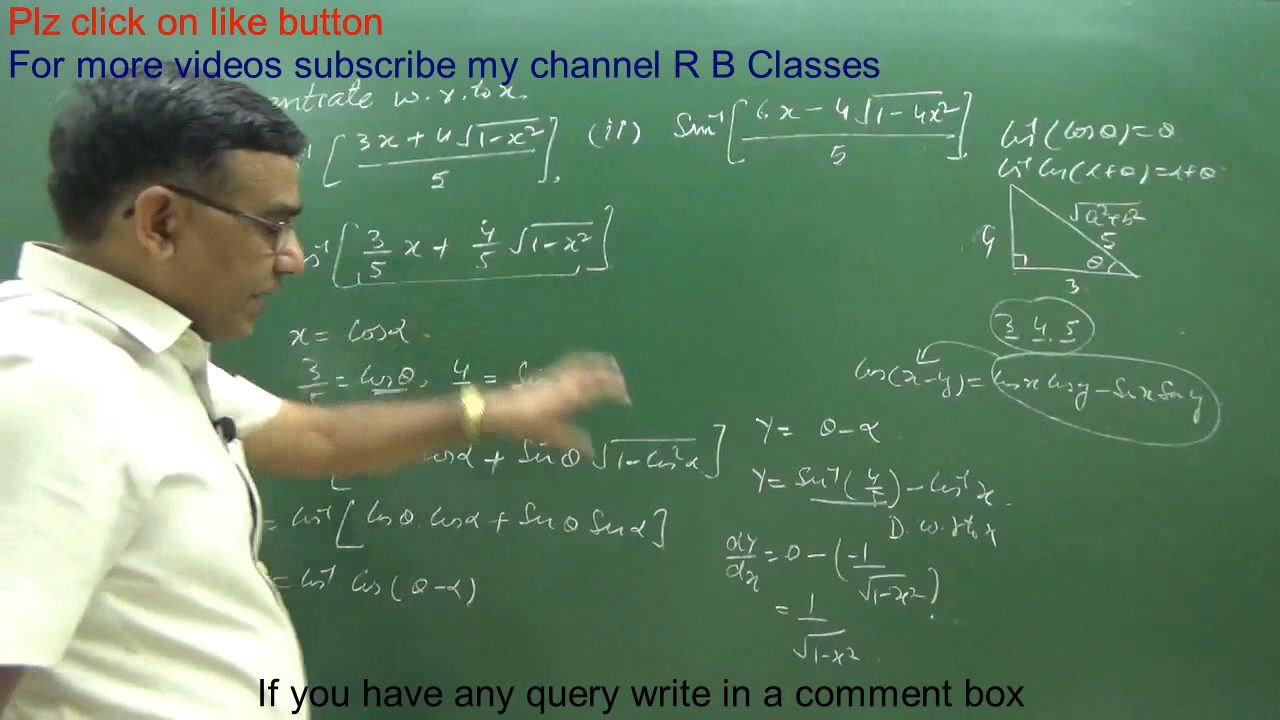 Plz click on like button
For more videos subscribe my channel R B Classes
entiate w.r.to x.
[3x + 4√1-x² / 5], (ii) Sin⁻¹ [6x - 4√1-4x² / 5]
Cos⁻¹(Cosθ) = θ
Cos⁻¹ Cos(α+θ) = α+θ
√a²+b²
5
θ
3
[3/5 x + 4/5 √1-x²]
3, 4, 5
x = Cosα
3/5 = Cosθ, 4
Cos(x-y) = Cosx Cosy - Sinx Siny
osα + Sinθ √1-Cos²α]
= Cos⁻¹ [Cosθ. Cosα + Sinθ Sinα]
= Cos⁻¹ Cos(θ-α)
Y = θ-α
Y = Sin⁻¹(4/5) - Cos⁻¹x
D. w.r.to x
dy/dx = 0 - (-1/√1-x²)
= 1/√1-x²
If you have any query write in a comment box